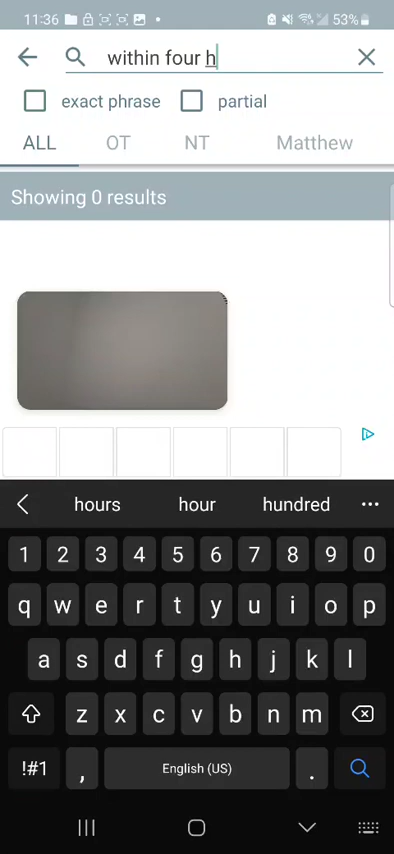 11:36 53%
within four h
exact phrase partial
ALL OT NT Matthew
Showing 0 results
hours hour hundred
1 2 3 4 5 6 7 8 9 0
q w e r t y u i o p
a s d f g h j k l
z x c v b n m
!#1 , English (US) .